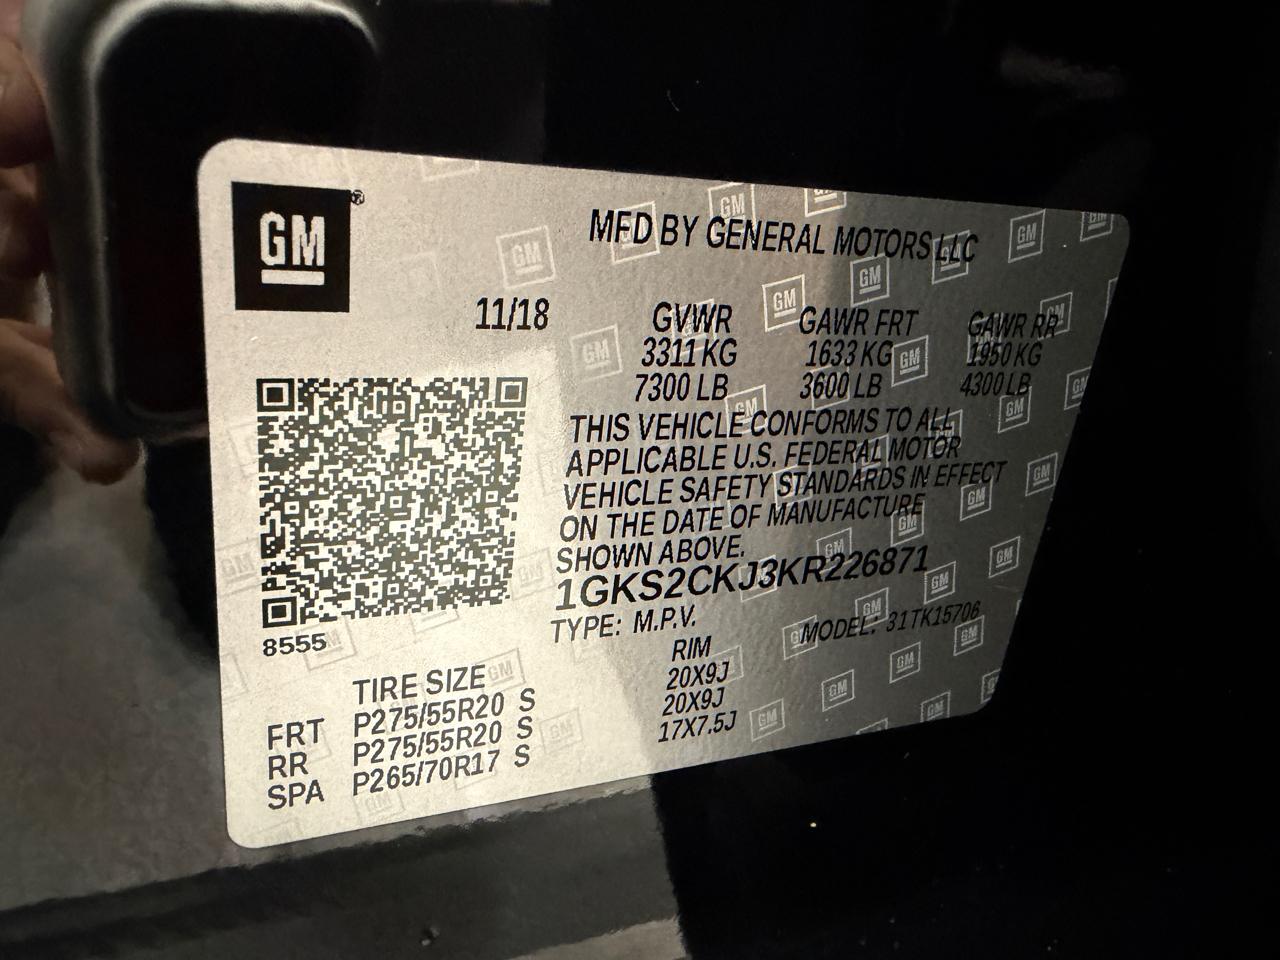 GM®
MFD BY GENERAL MOTORS LLC
11/18 GVWR GAWR FRT GAWR RR
3311 KG 1633 KG 1950 KG
7300 LB 3600 LB 4300 LB
THIS VEHICLE CONFORMS TO ALL
APPLICABLE U.S. FEDERAL MOTOR
VEHICLE SAFETY STANDARDS IN EFFECT
ON THE DATE OF MANUFACTURE
SHOWN ABOVE.
1GKS2CKJ3KR226871
8555
TYPE: M.P.V. MODEL: 31TK15706
TIRE SIZE RIM
FRT P275/55R20 S 20X9J
RR P275/55R20 S 20X9J
SPA P265/70R17 S 17X7.5J